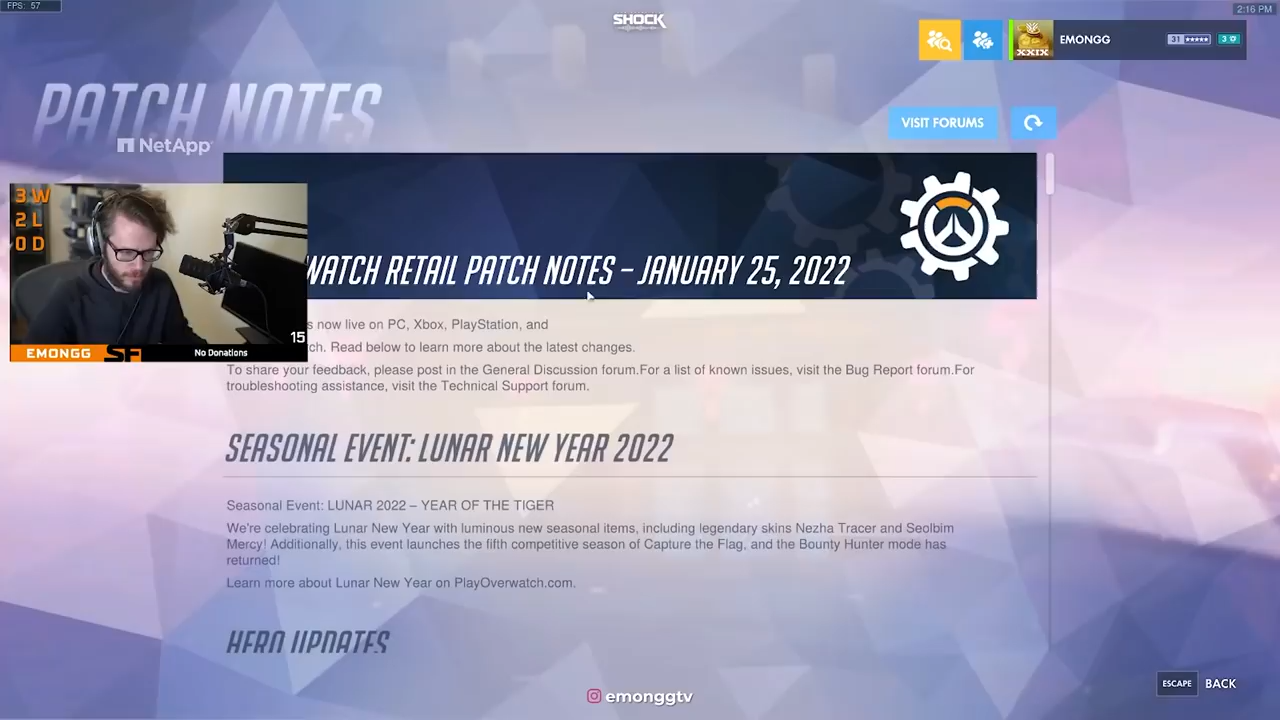 FPS: 57
2:16 PM
SHOCK
EMONGG
31
3
XXIX
PATCH NOTES
VISIT FORUMS
NetApp
3 W
2 L
0 D
WATCH RETAIL PATCH NOTES – JANUARY 25, 2022
s now live on PC, Xbox, PlayStation, and
15
ch. Read below to learn more about the latest changes.
EMONGG
SF
No Donations
To share your feedback, please post in the General Discussion forum.For a list of known issues, visit the Bug Report forum.For
troubleshooting assistance, visit the Technical Support forum.
SEASONAL EVENT: LUNAR NEW YEAR 2022
Seasonal Event: LUNAR 2022 – YEAR OF THE TIGER
We're celebrating Lunar New Year with luminous new seasonal items, including legendary skins Nezha Tracer and Seolbim
Mercy! Additionally, this event launches the fifth competitive season of Capture the Flag, and the Bounty Hunter mode has
returned!
Learn more about Lunar New Year on PlayOverwatch.com.
HERO UPDATES
ESCAPE
BACK
emonggtv